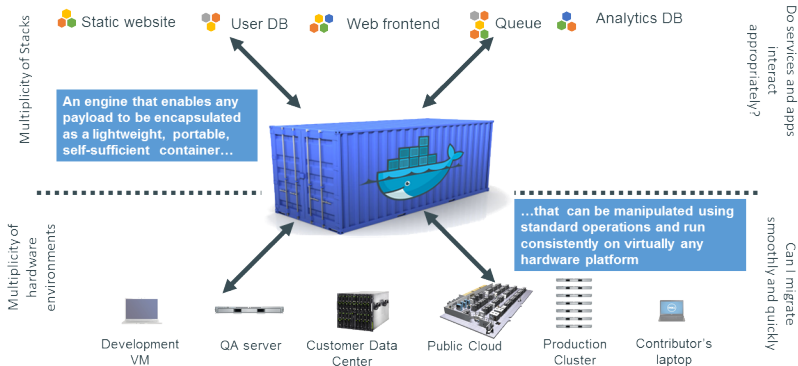 Static website
User DB
Web frontend
Queue
Analytics DB
Multiplicity of Stacks
Do services and apps
interact
appropriately?
An engine that enables any
payload to be encapsulated
as a lightweight, portable,
self-sufficient container…
…that can be manipulated using
standard operations and run
consistently on virtually any
hardware platform
Multiplicity of
hardware
environments
Can I migrate
smoothly and quickly
Development
VM
QA server
Customer Data
Center
Public Cloud
Production
Cluster
Contributor's
laptop